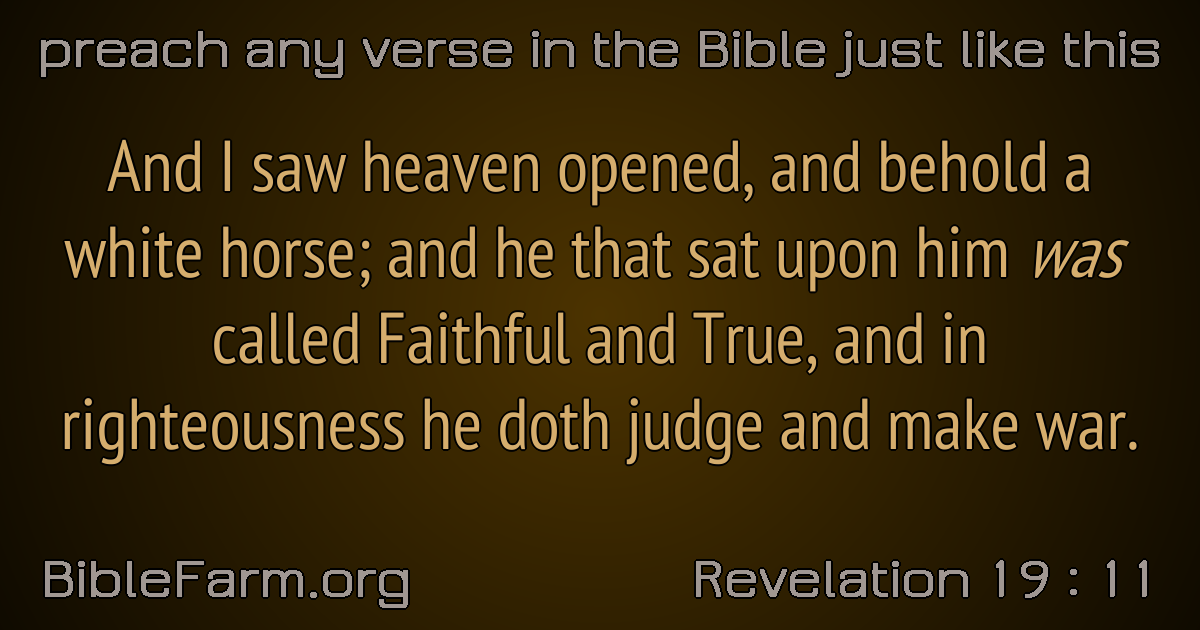 preach any verse in the Bible just like this
And I saw heaven opened, and behold a
white horse; and he that sat upon him was
called Faithful and True, and in
righteousness he doth judge and make war.
BibleFarm.org
Revelation 19 : 11